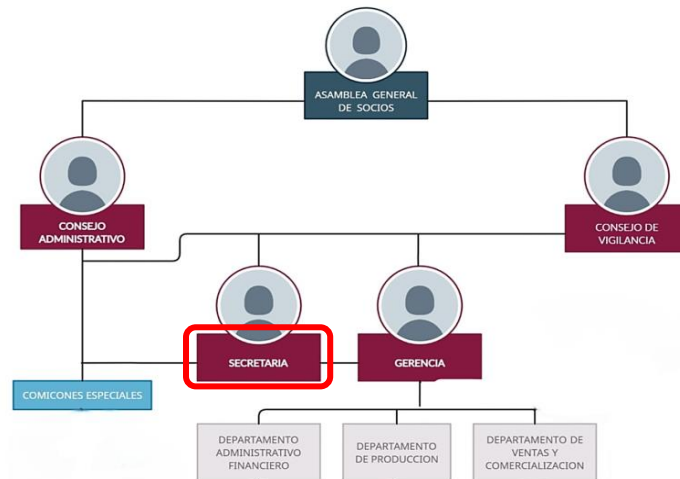 ASAMBLEA GENERAL
DE SOCIOS
CONSEJO
ADMINISTRATIVO
CONSEJO DE
VIGILANCIA
SECRETARIA
GERENCIA
COMICONES ESPECIALES
DEPARTAMENTO
ADMINISTRATIVO
FINANCIERO
DEPARTAMENTO
DE PRODUCCION
DEPARTAMENTO DE
VENTAS Y
COMERCIALIZACION